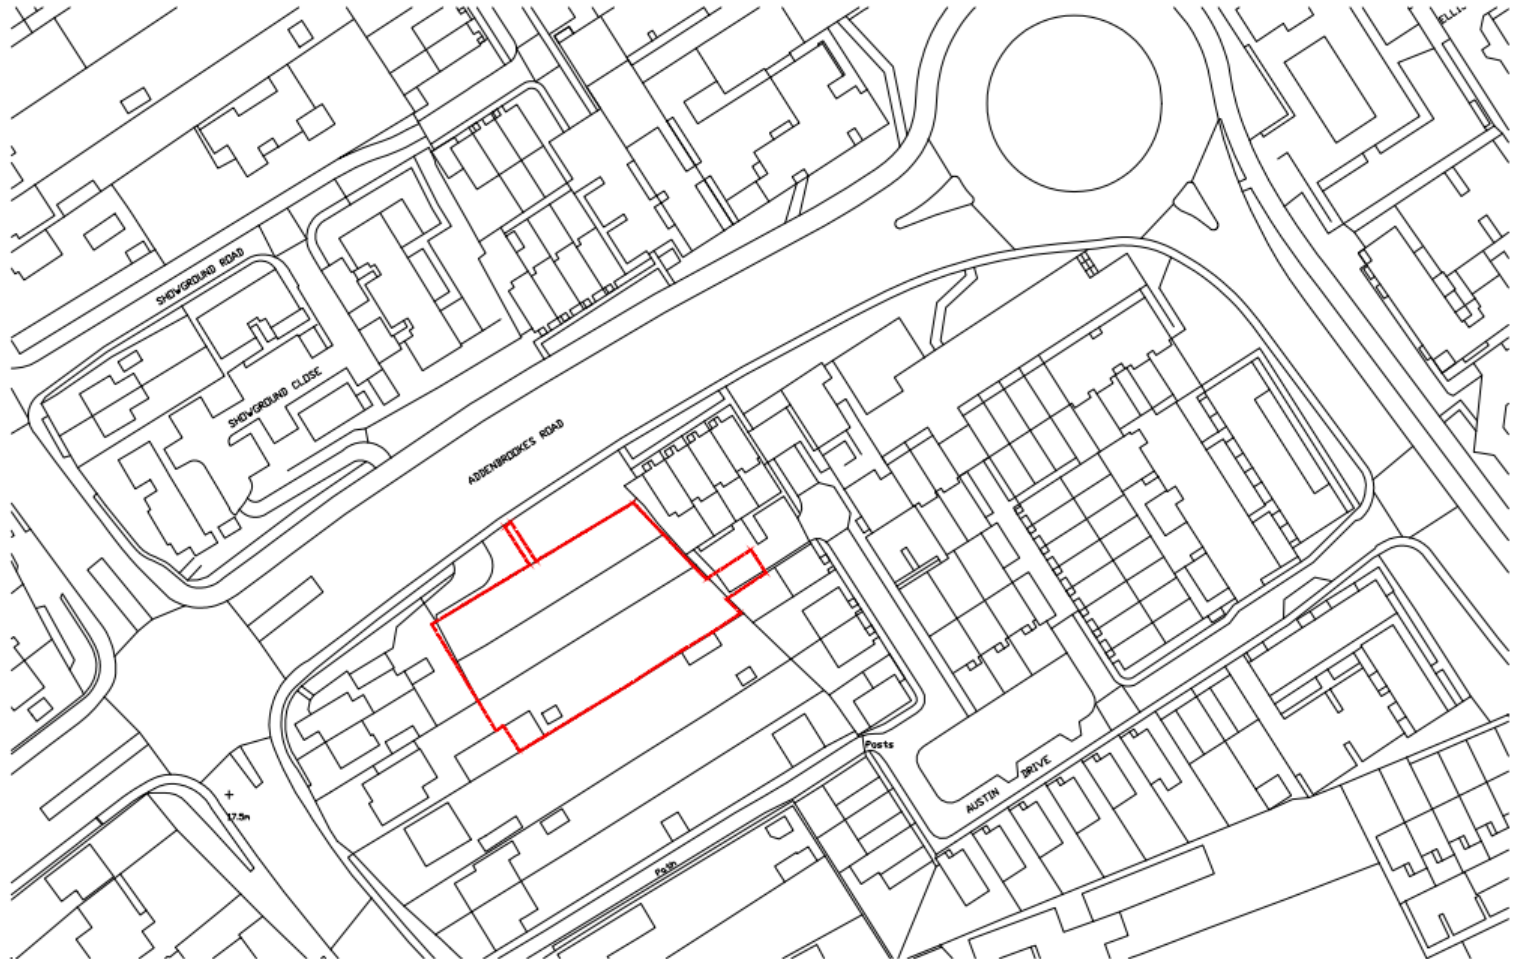 SHOWGROUND ROAD
SHOWGROUND CLOSE
ADDENBROOKES ROAD
Posts
AUSTIN DRIVE
17.5m
Path